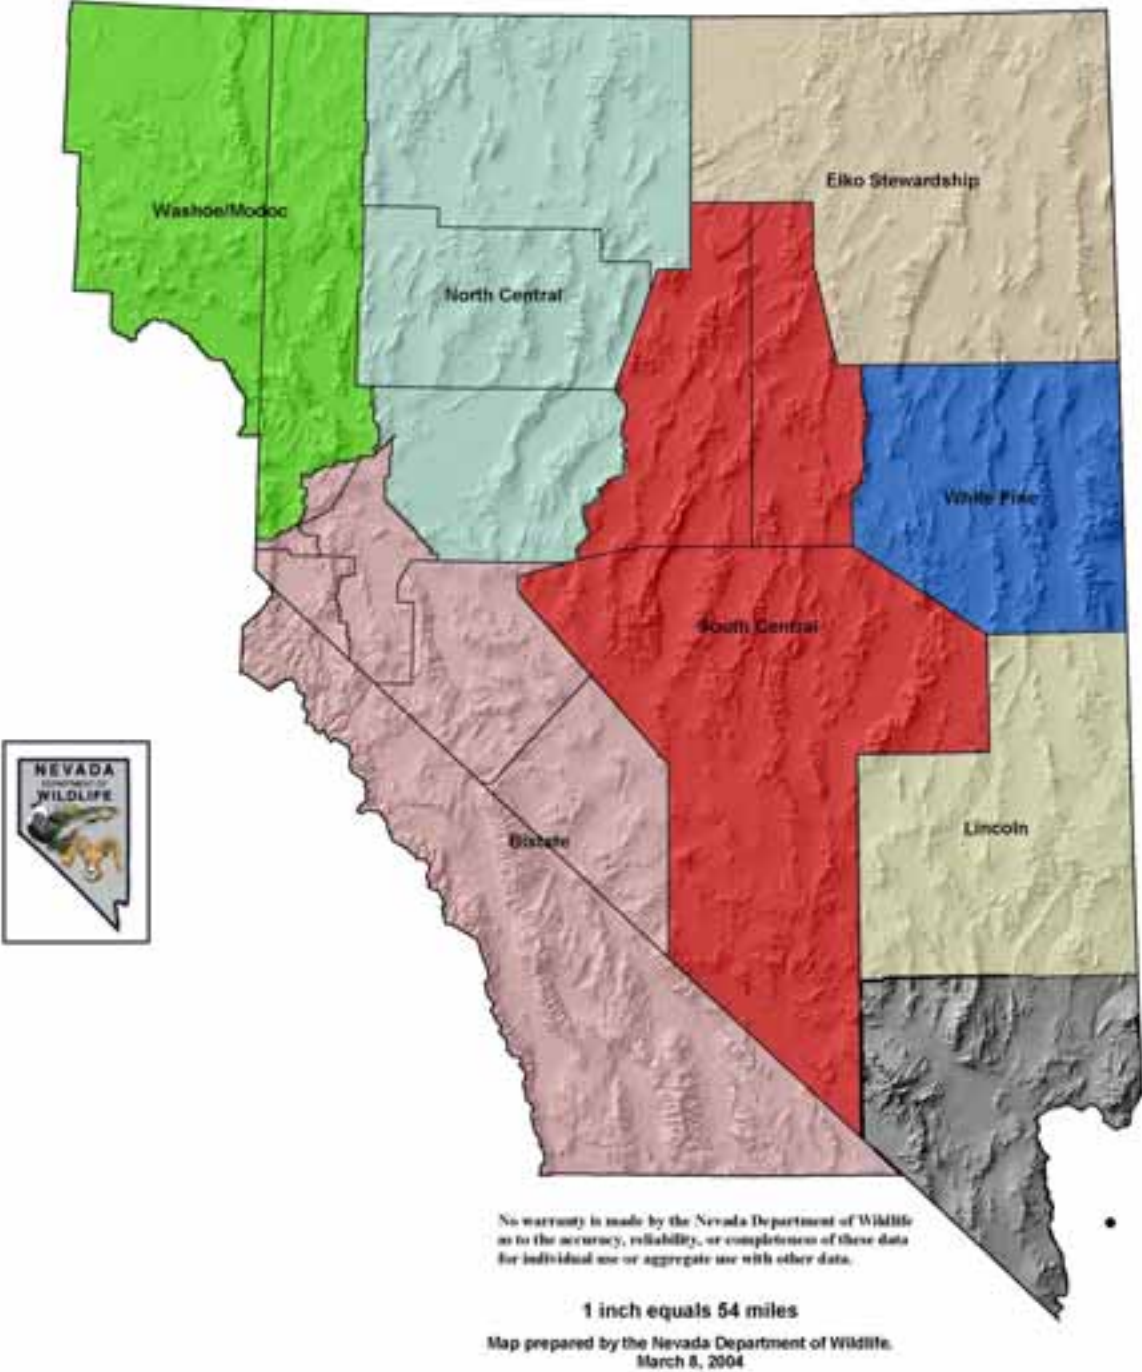 Elko Stewardship
Washoe/Modoc
North Central
White Pine
South Central
NEVADA
DEPARTMENT OF
WILDLIFE
Lincoln
Bistate
No warranty is made by the Nevada Department of Wildlife
as to the accuracy, reliability, or completeness of these data
for individual use or aggregate use with other data.
1 inch equals 54 miles
Map prepared by the Nevada Department of Wildlife.
March 8, 2004